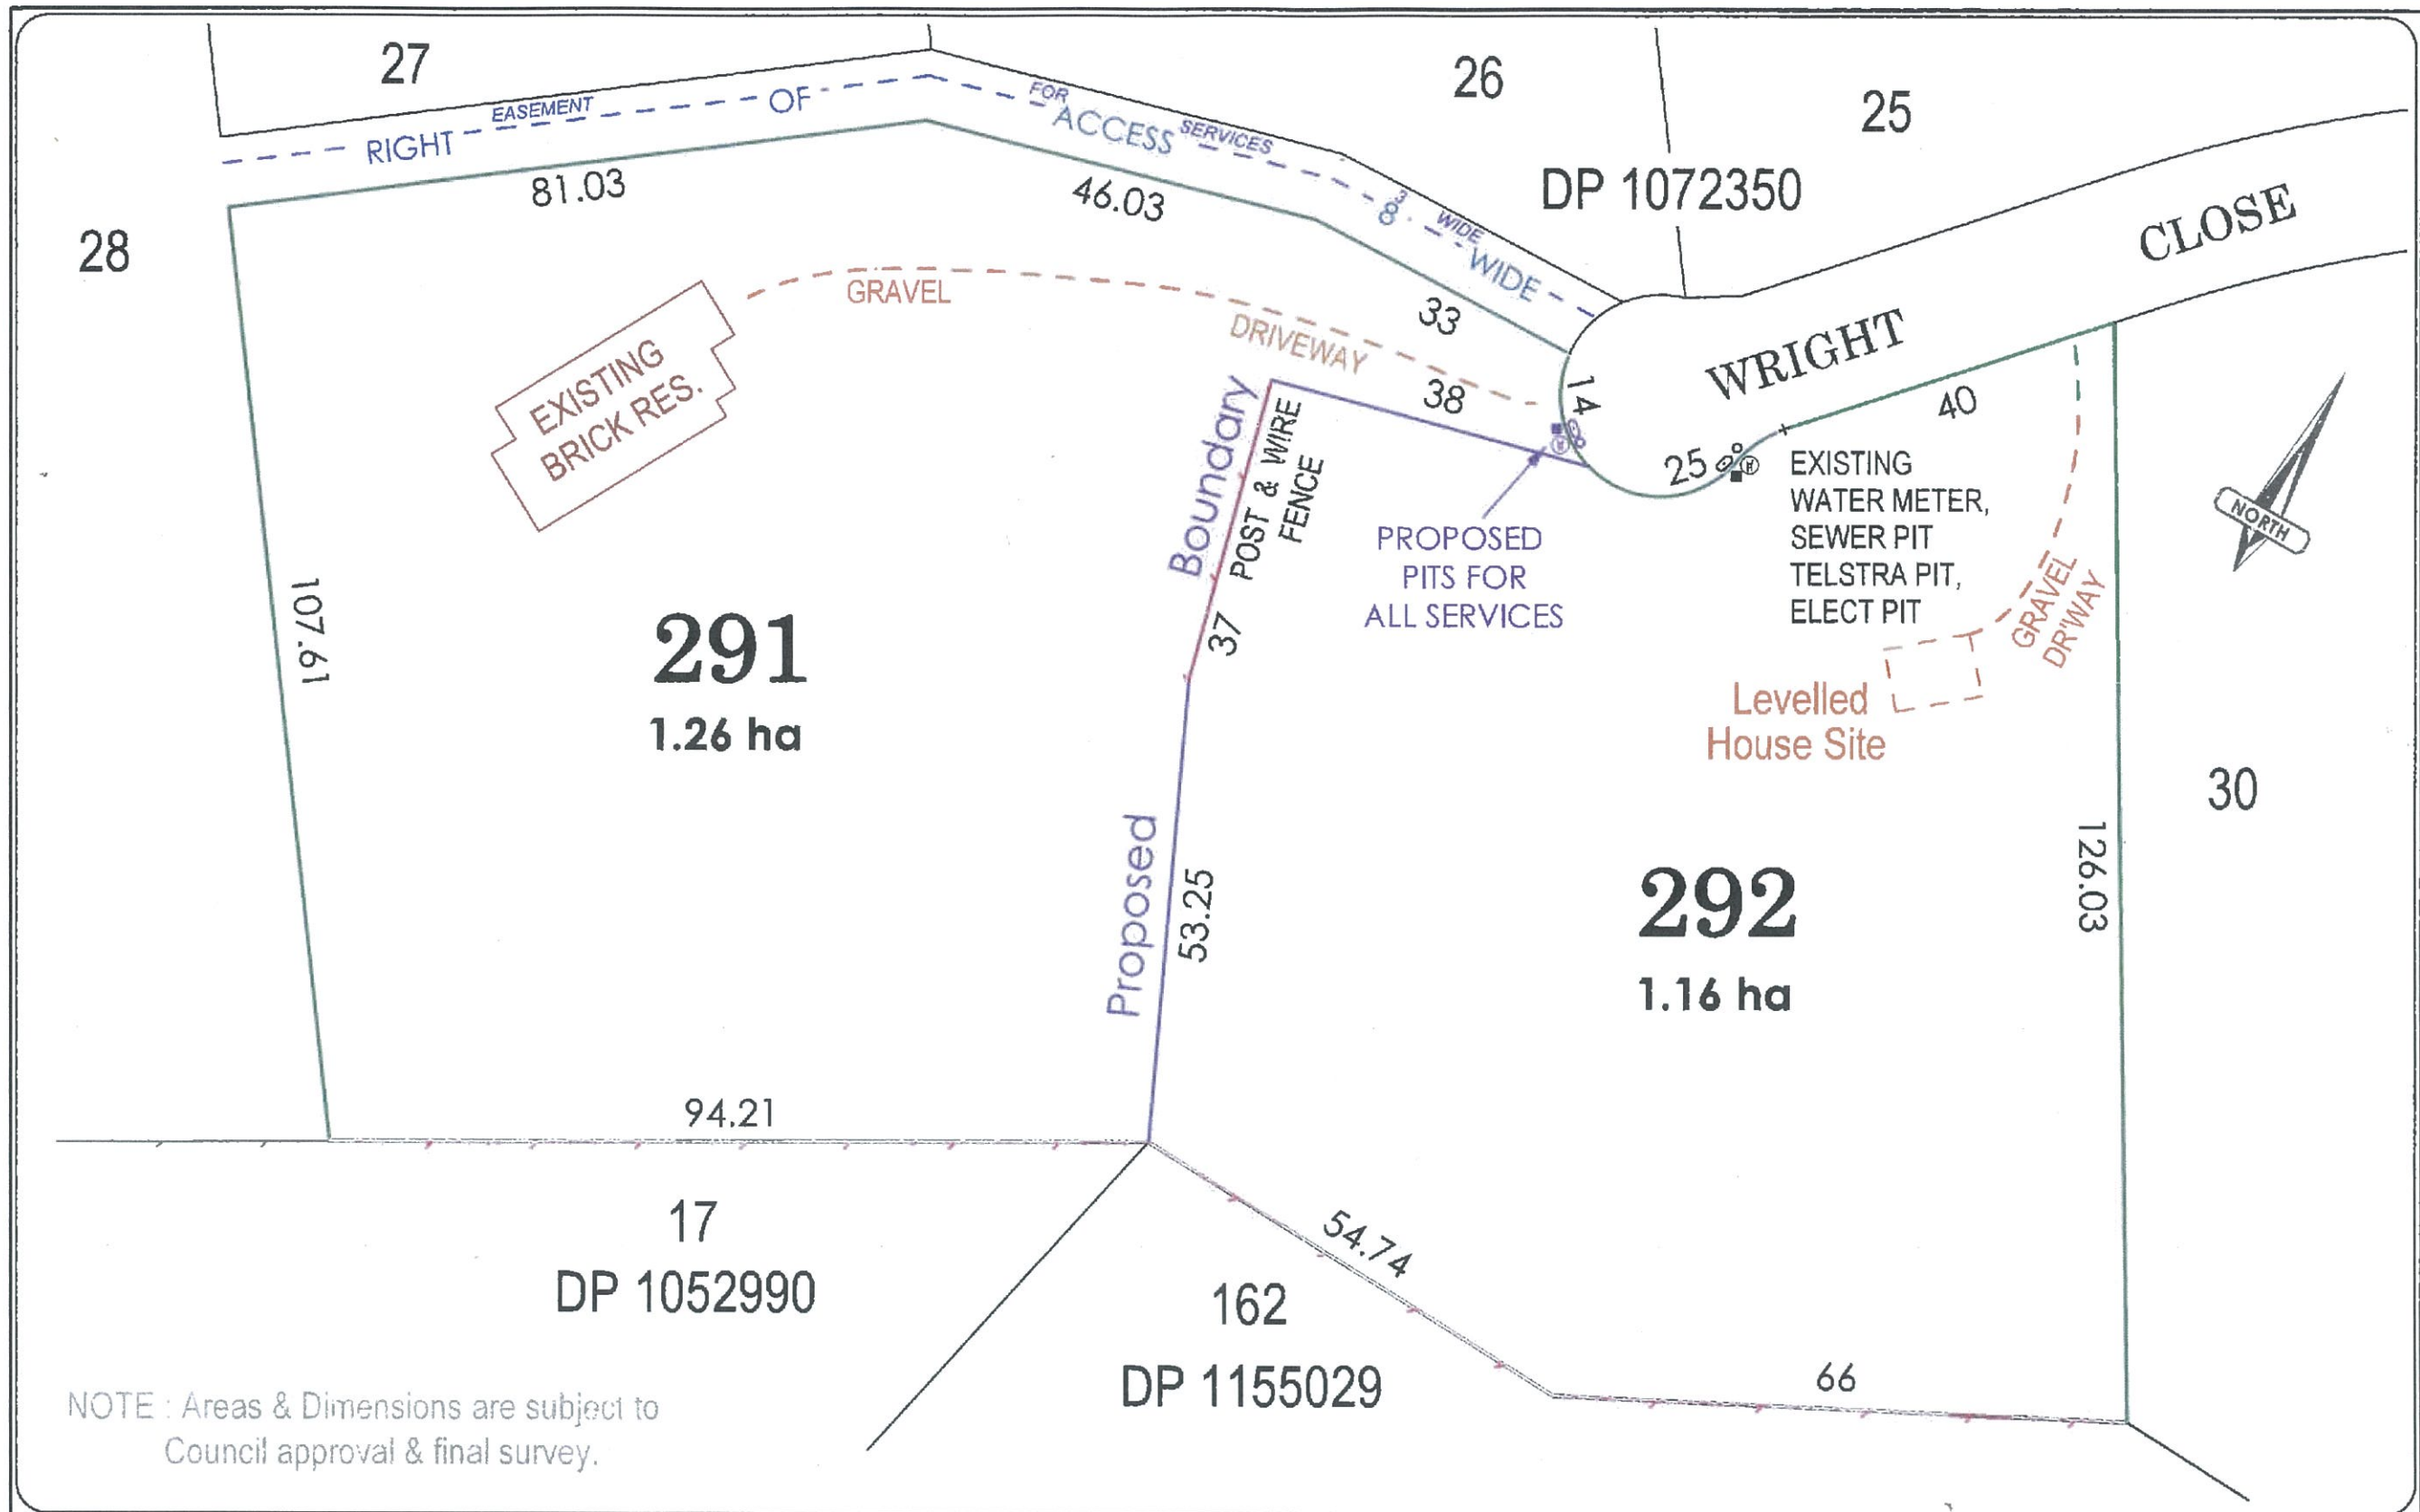 27
26
25
EASEMENT
FOR
SERVICES
3
WIDE
RIGHT
OF
ACCESS
8
WIDE
DP 1072350
WRIGHT
CLOSE
28
81.03
46.03
33
GRAVEL
DRIVEWAY
EXISTING
BRICK RES.
38
14
25
40
Boundary
POST & WIRE
FENCE
PROPOSED
PITS FOR
ALL SERVICES
EXISTING
WATER METER,
SEWER PIT
TELSTRA PIT,
ELECT PIT
NORTH
GRAVEL
DR'WAY
107.61
37
291
1.26 ha
Levelled
House Site
30
Proposed
53.25
292
1.16 ha
126.03
94.21
17
DP 1052990
54.74
162
DP 1155029
66
NOTE : Areas & Dimensions are subject to
Council approval & final survey.